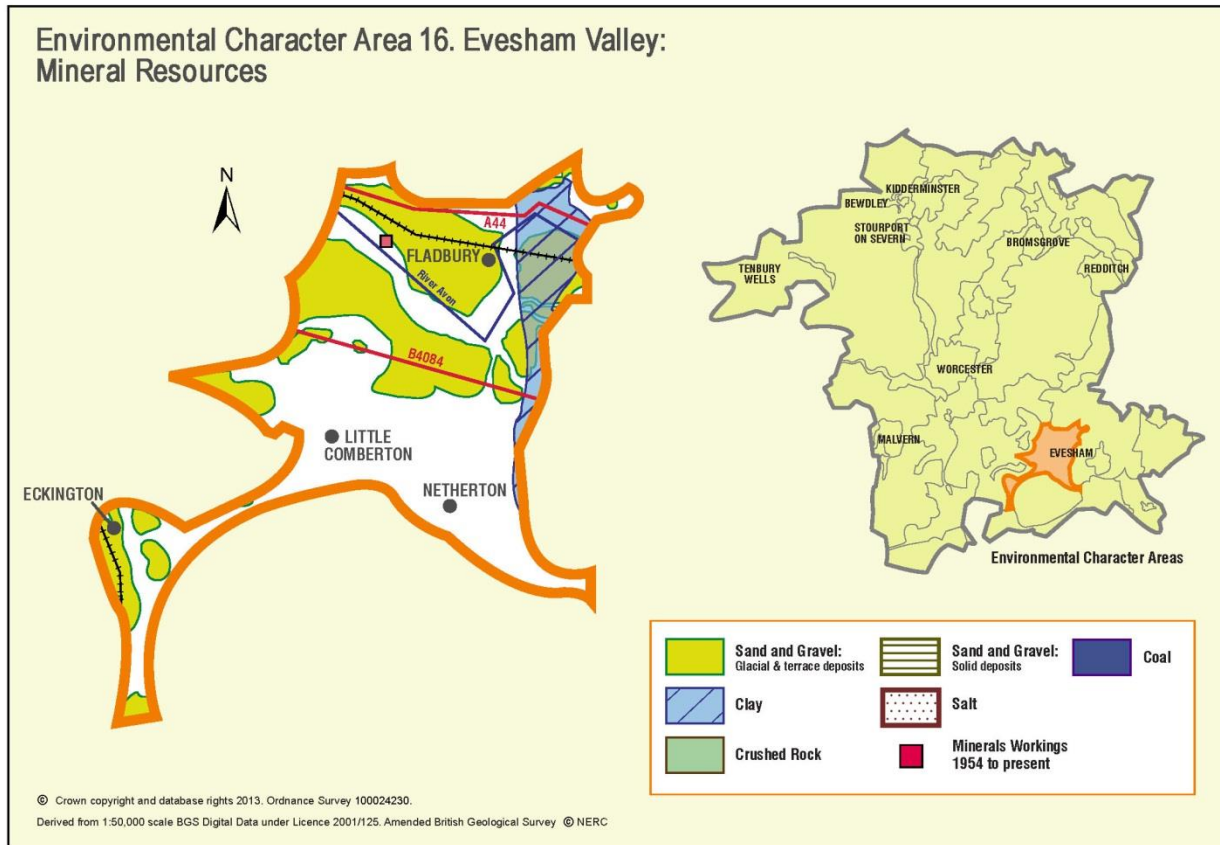 Environmental Character Area 16. Evesham Valley:
Mineral Resources
N
A44
FLADBURY
River Avon
B4084
LITTLE
COMBERTON
NETHERTON
ECKINGTON
KIDDERMINSTER
BEWDLEY
STOURPORT
ON SEVERN
BROMSGROVE
REDDITCH
TENBURY
WELLS
WORCESTER
MALVERN
EVESHAM
Environmental Character Areas
Sand and Gravel:
Glacial & terrace deposits
Sand and Gravel:
Solid deposits
Coal
Clay
Salt
Crushed Rock
Minerals Workings
1954 to present
© Crown copyright and database rights 2013. Ordnance Survey 100024230.
Derived from 1:50,000 scale BGS Digital Data under Licence 2001/125. Amended British Geological Survey © NERC